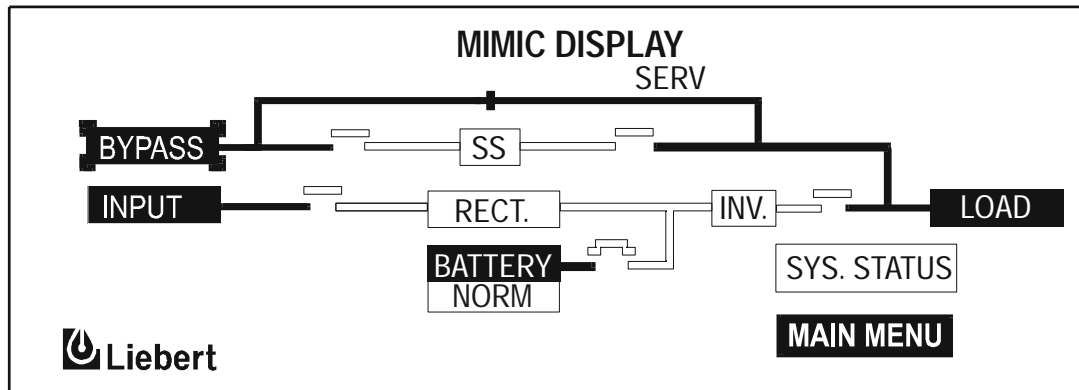 MIMIC DISPLAY
SERV
BYPASS
SS
INPUT
RECT.
INV.
LOAD
BATTERY
NORM
SYS. STATUS
MAIN MENU
Liebert